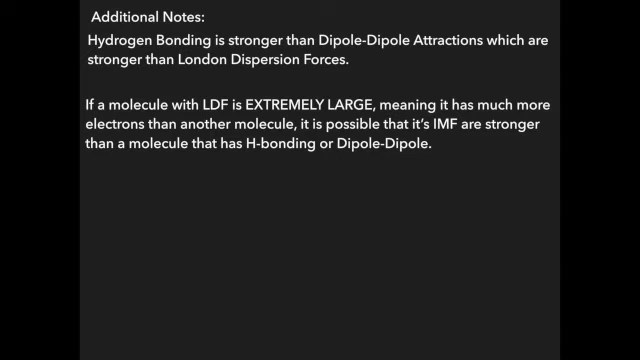 Additional Notes:
Hydrogen Bonding is stronger than Dipole-Dipole Attractions which are
stronger than London Dispersion Forces.
If a molecule with LDF is EXTREMELY LARGE, meaning it has much more
electrons than another molecule, it is possible that it's IMF are stronger
than a molecule that has H-bonding or Dipole-Dipole.